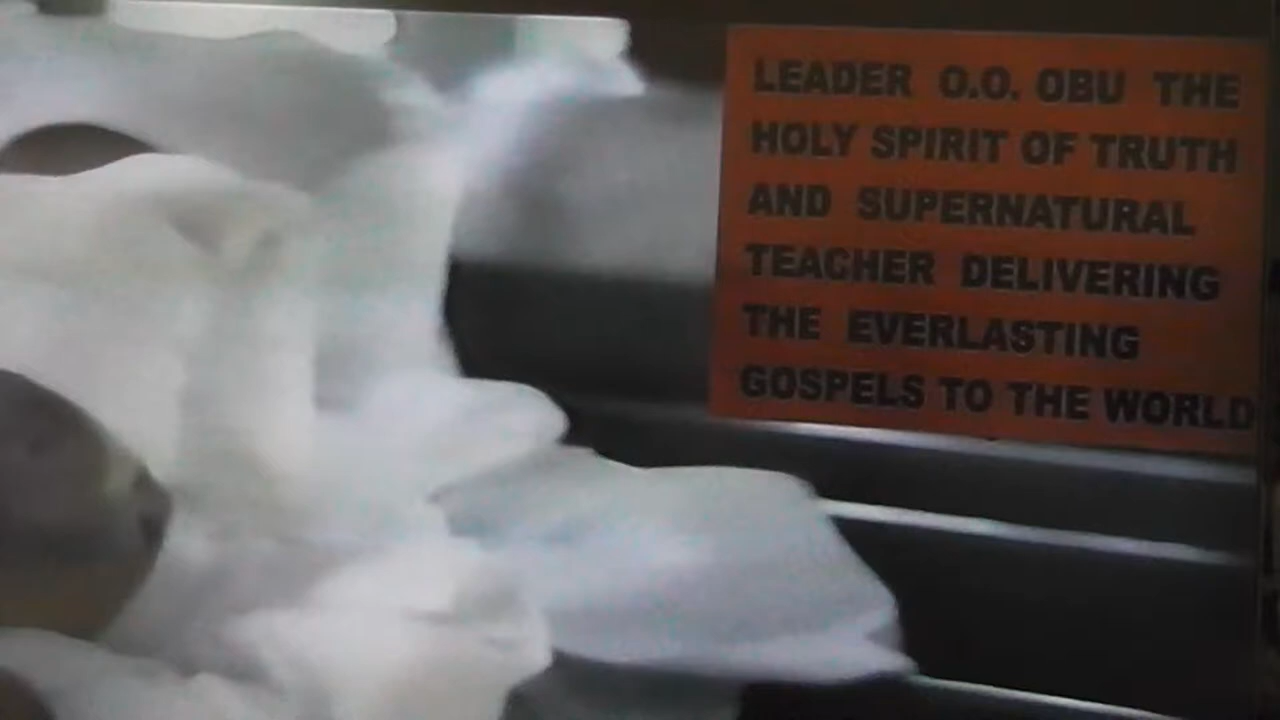 LEADER O.O. OBU THE
HOLY SPIRIT OF TRUTH
AND SUPERNATURAL
TEACHER DELIVERING
THE EVERLASTING
GOSPELS TO THE WORLD